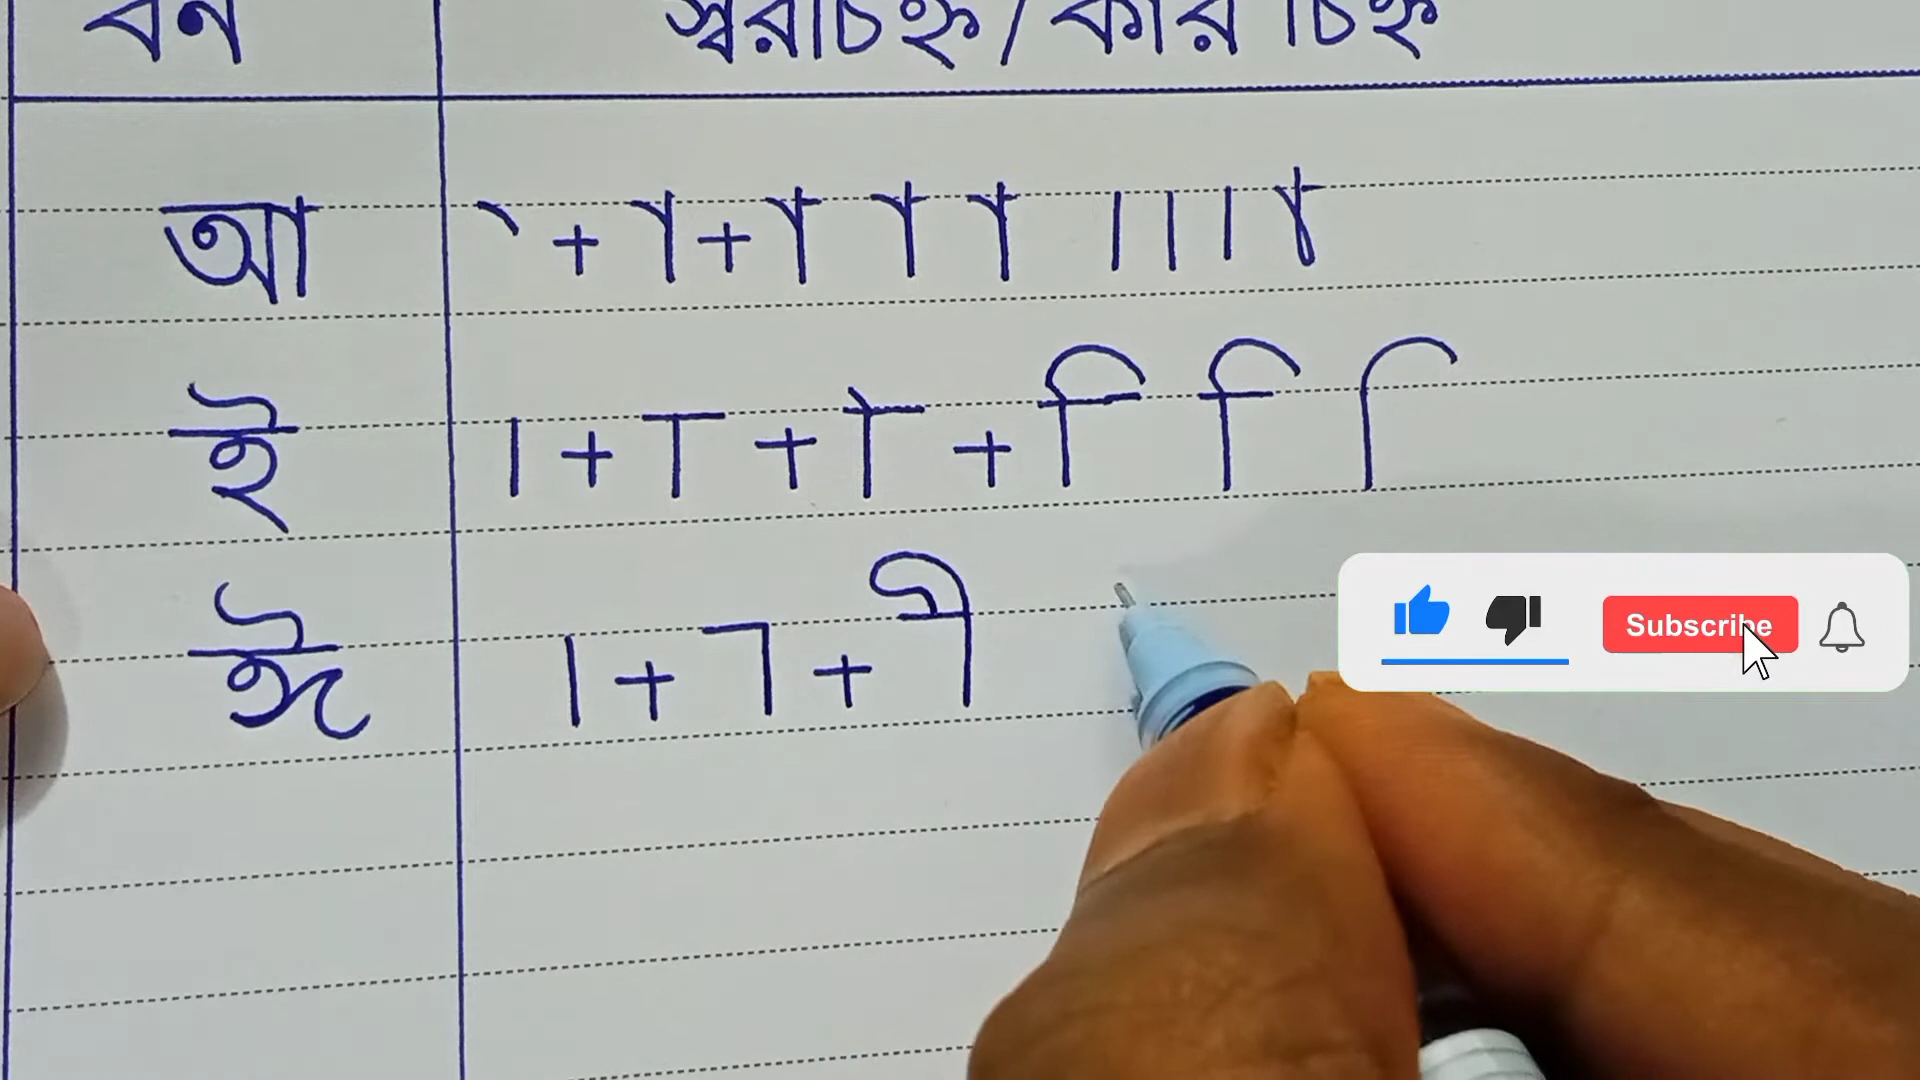 বর্ন স্বরচিহ্ন / কার চিহ্ন
আ ` + া + া া া । । । া
ই । + T + T + ি ি ি
ঈ । + ী + ী
Subscribe